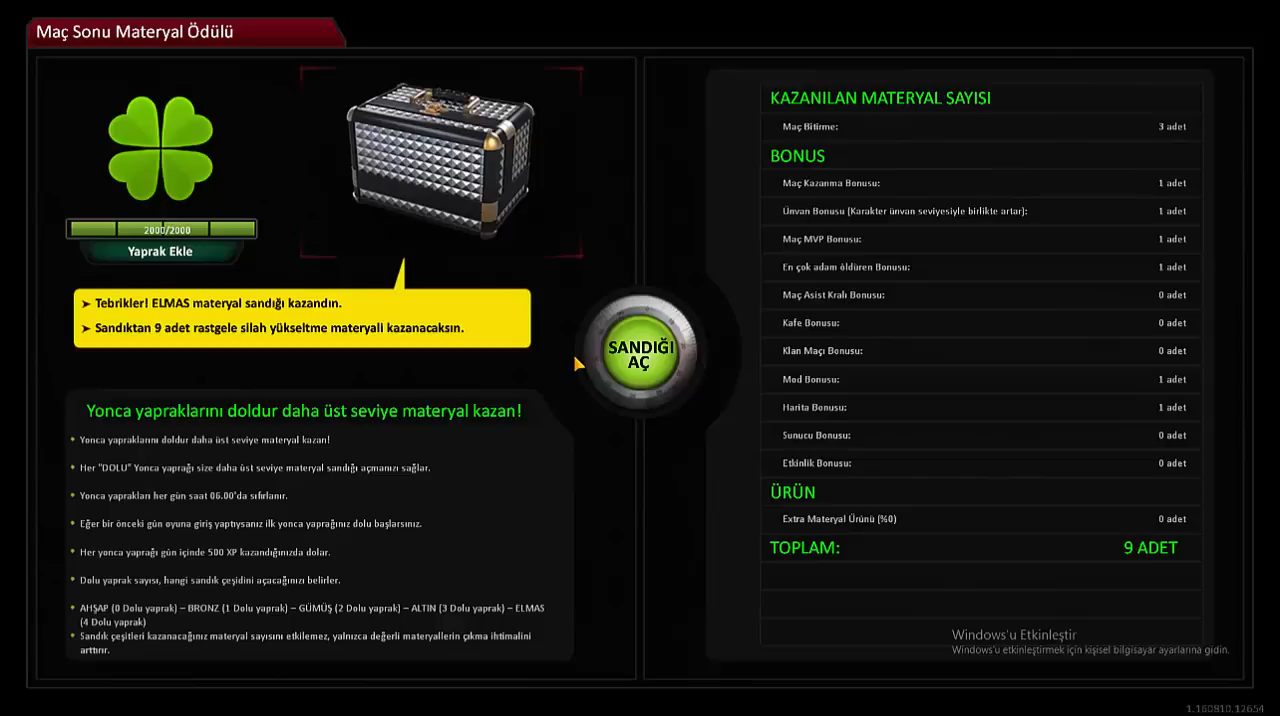 Maç Sonu Materyal Ödülü
2000/2000
Yaprak Ekle
➤ Tebrikler! ELMAS materyal sandığı kazandın.
➤ Sandıktan 9 adet rastgele silah yükseltme materyali kazanacaksın.
SANDIĞI
AÇ
Yonca yapraklarını doldur daha üst seviye materyal kazan!
• Yonca yapraklarını doldur daha üst seviye materyal kazan!
• Her "DOLU" Yonca yaprağı size daha üst seviye materyal sandığı açmanızı sağlar.
• Yonca yaprakları her gün saat 06.00'da sıfırlanır.
• Eğer bir önceki gün oyuna giriş yaptıysanız ilk yonca yaprağınız dolu başlarsınız.
• Her yonca yaprağı gün içinde 500 XP kazandığınızda dolar.
• Dolu yaprak sayısı, hangi sandık çeşidini açacağınızı belirler.
• AHŞAP (0 Dolu yaprak) – BRONZ (1 Dolu yaprak) – GÜMÜŞ (2 Dolu yaprak) – ALTIN (3 Dolu yaprak) – ELMAS
(4 Dolu yaprak)
• Sandık çeşitleri kazanacağınız materyal sayısını etkilemez, yalnızca değerli materyallerin çıkma ihtimalini
arttırır.
KAZANILAN MATERYAL SAYISI
Maç Bitirme: 3 adet
BONUS
Maç Kazanma Bonusu: 1 adet
Ünvan Bonusu (Karakter ünvan seviyesiyle birlikte artar): 1 adet
Maç MVP Bonusu: 1 adet
En çok adam öldüren Bonusu: 1 adet
Maç Asist Kralı Bonusu: 0 adet
Kafe Bonusu: 0 adet
Klan Maçı Bonusu: 0 adet
Mod Bonusu: 1 adet
Harita Bonusu: 1 adet
Sunucu Bonusu: 0 adet
Etkinlik Bonusu: 0 adet
ÜRÜN
Extra Materyal Ürünü (%0) 0 adet
TOPLAM: 9 ADET
Windows'u Etkinleştir
Windows'u etkinleştirmek için kişisel bilgisayar ayarlarına gidin.
1.160810.12654